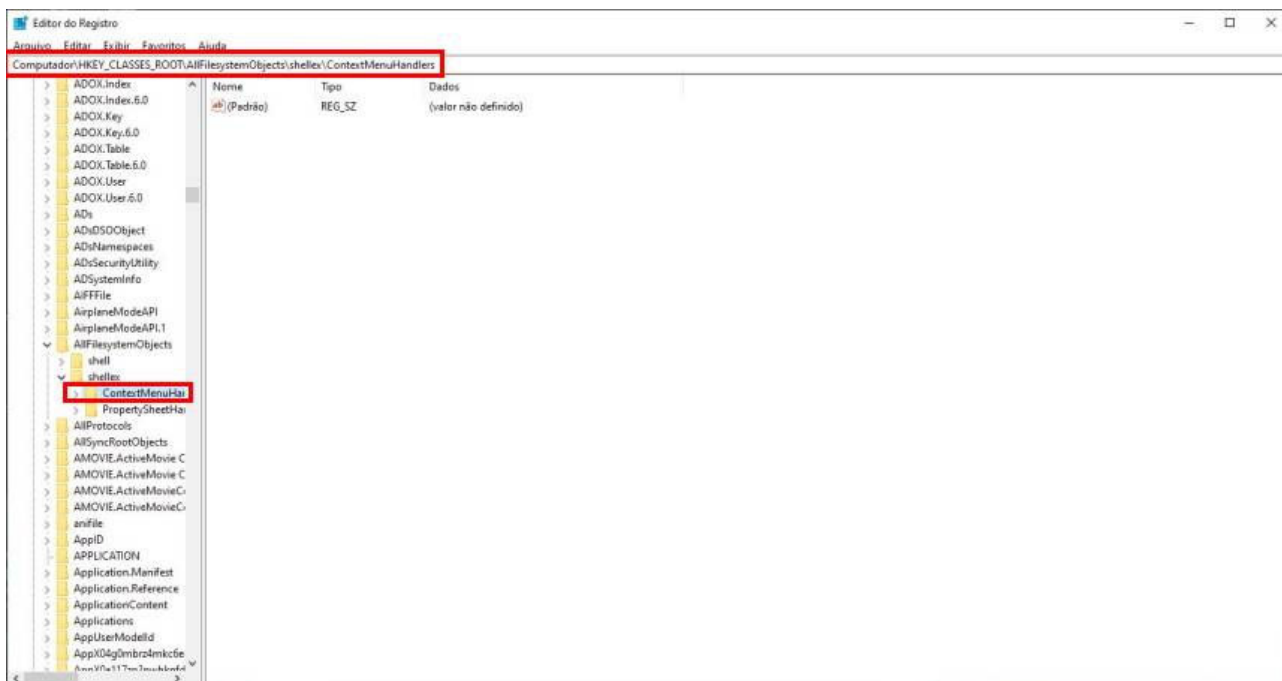 Editor do Registro
Arquivo Editar Exibir Favoritos Ajuda
Computador\HKEY_CLASSES_ROOT\AllFilesystemObjects\shellex\ContextMenuHandlers
Nome Tipo Dados
(Padrão) REG_SZ (valor não definido)
ADOX.Index
ADOX.Index.6.0
ADOX.Key
ADOX.Key.6.0
ADOX.Table
ADOX.Table.6.0
ADOX.User
ADOX.User.6.0
ADs
ADsDSOObject
ADsNamespaces
ADsSecurityUtility
ADSystemInfo
AIFFFile
AirplaneModeAPI
AirplaneModeAPI.1
AllFilesystemObjects
shell
shellex
ContextMenuHa
PropertySheetHa
AllProtocols
AllSyncRootObjects
AMOVIE.ActiveMovie C
AMOVIE.ActiveMovie C
AMOVIE.ActiveMovieC
AMOVIE.ActiveMovieC
anifile
AppID
APPLICATION
Application.Manifest
Application.Reference
ApplicationContent
Applications
AppUserModelId
AppX04g0mbrz4mkc6e